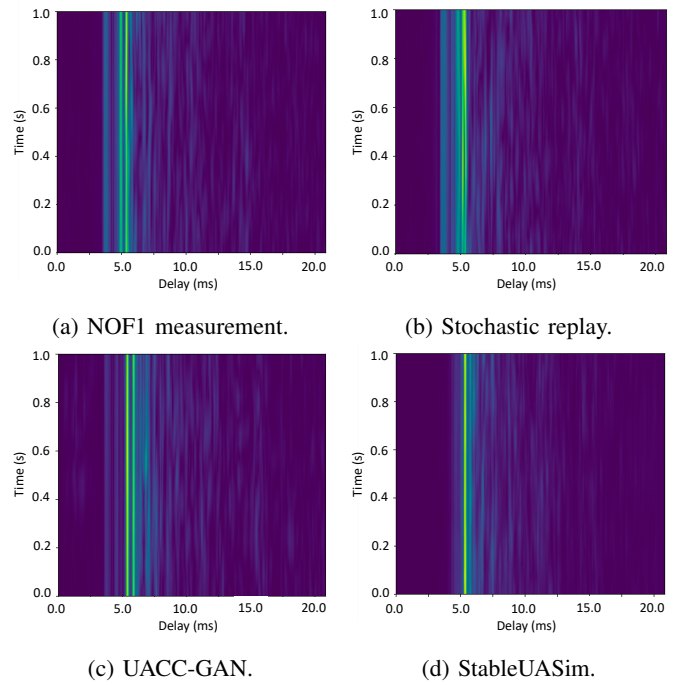 1.0
0.8
0.6
0.4
0.2
0.0
Time (s)
0.0 5.0 10.0 15.0 20.0
Delay (ms)
(a) NOF1 measurement.
1.0
0.8
0.6
0.4
0.2
0.0
Time (s)
0.0 5.0 10.0 15.0 20.0
Delay (ms)
(b) Stochastic replay.
1.0
0.8
0.6
0.4
0.2
0.0
Time (s)
0.0 5.0 10.0 15.0 20.0
Delay (ms)
(c) UACC-GAN.
1.0
0.8
0.6
0.4
0.2
0.0
Time (s)
0.0 5.0 10.0 15.0 20.0
Delay (ms)
(d) StableUASim.